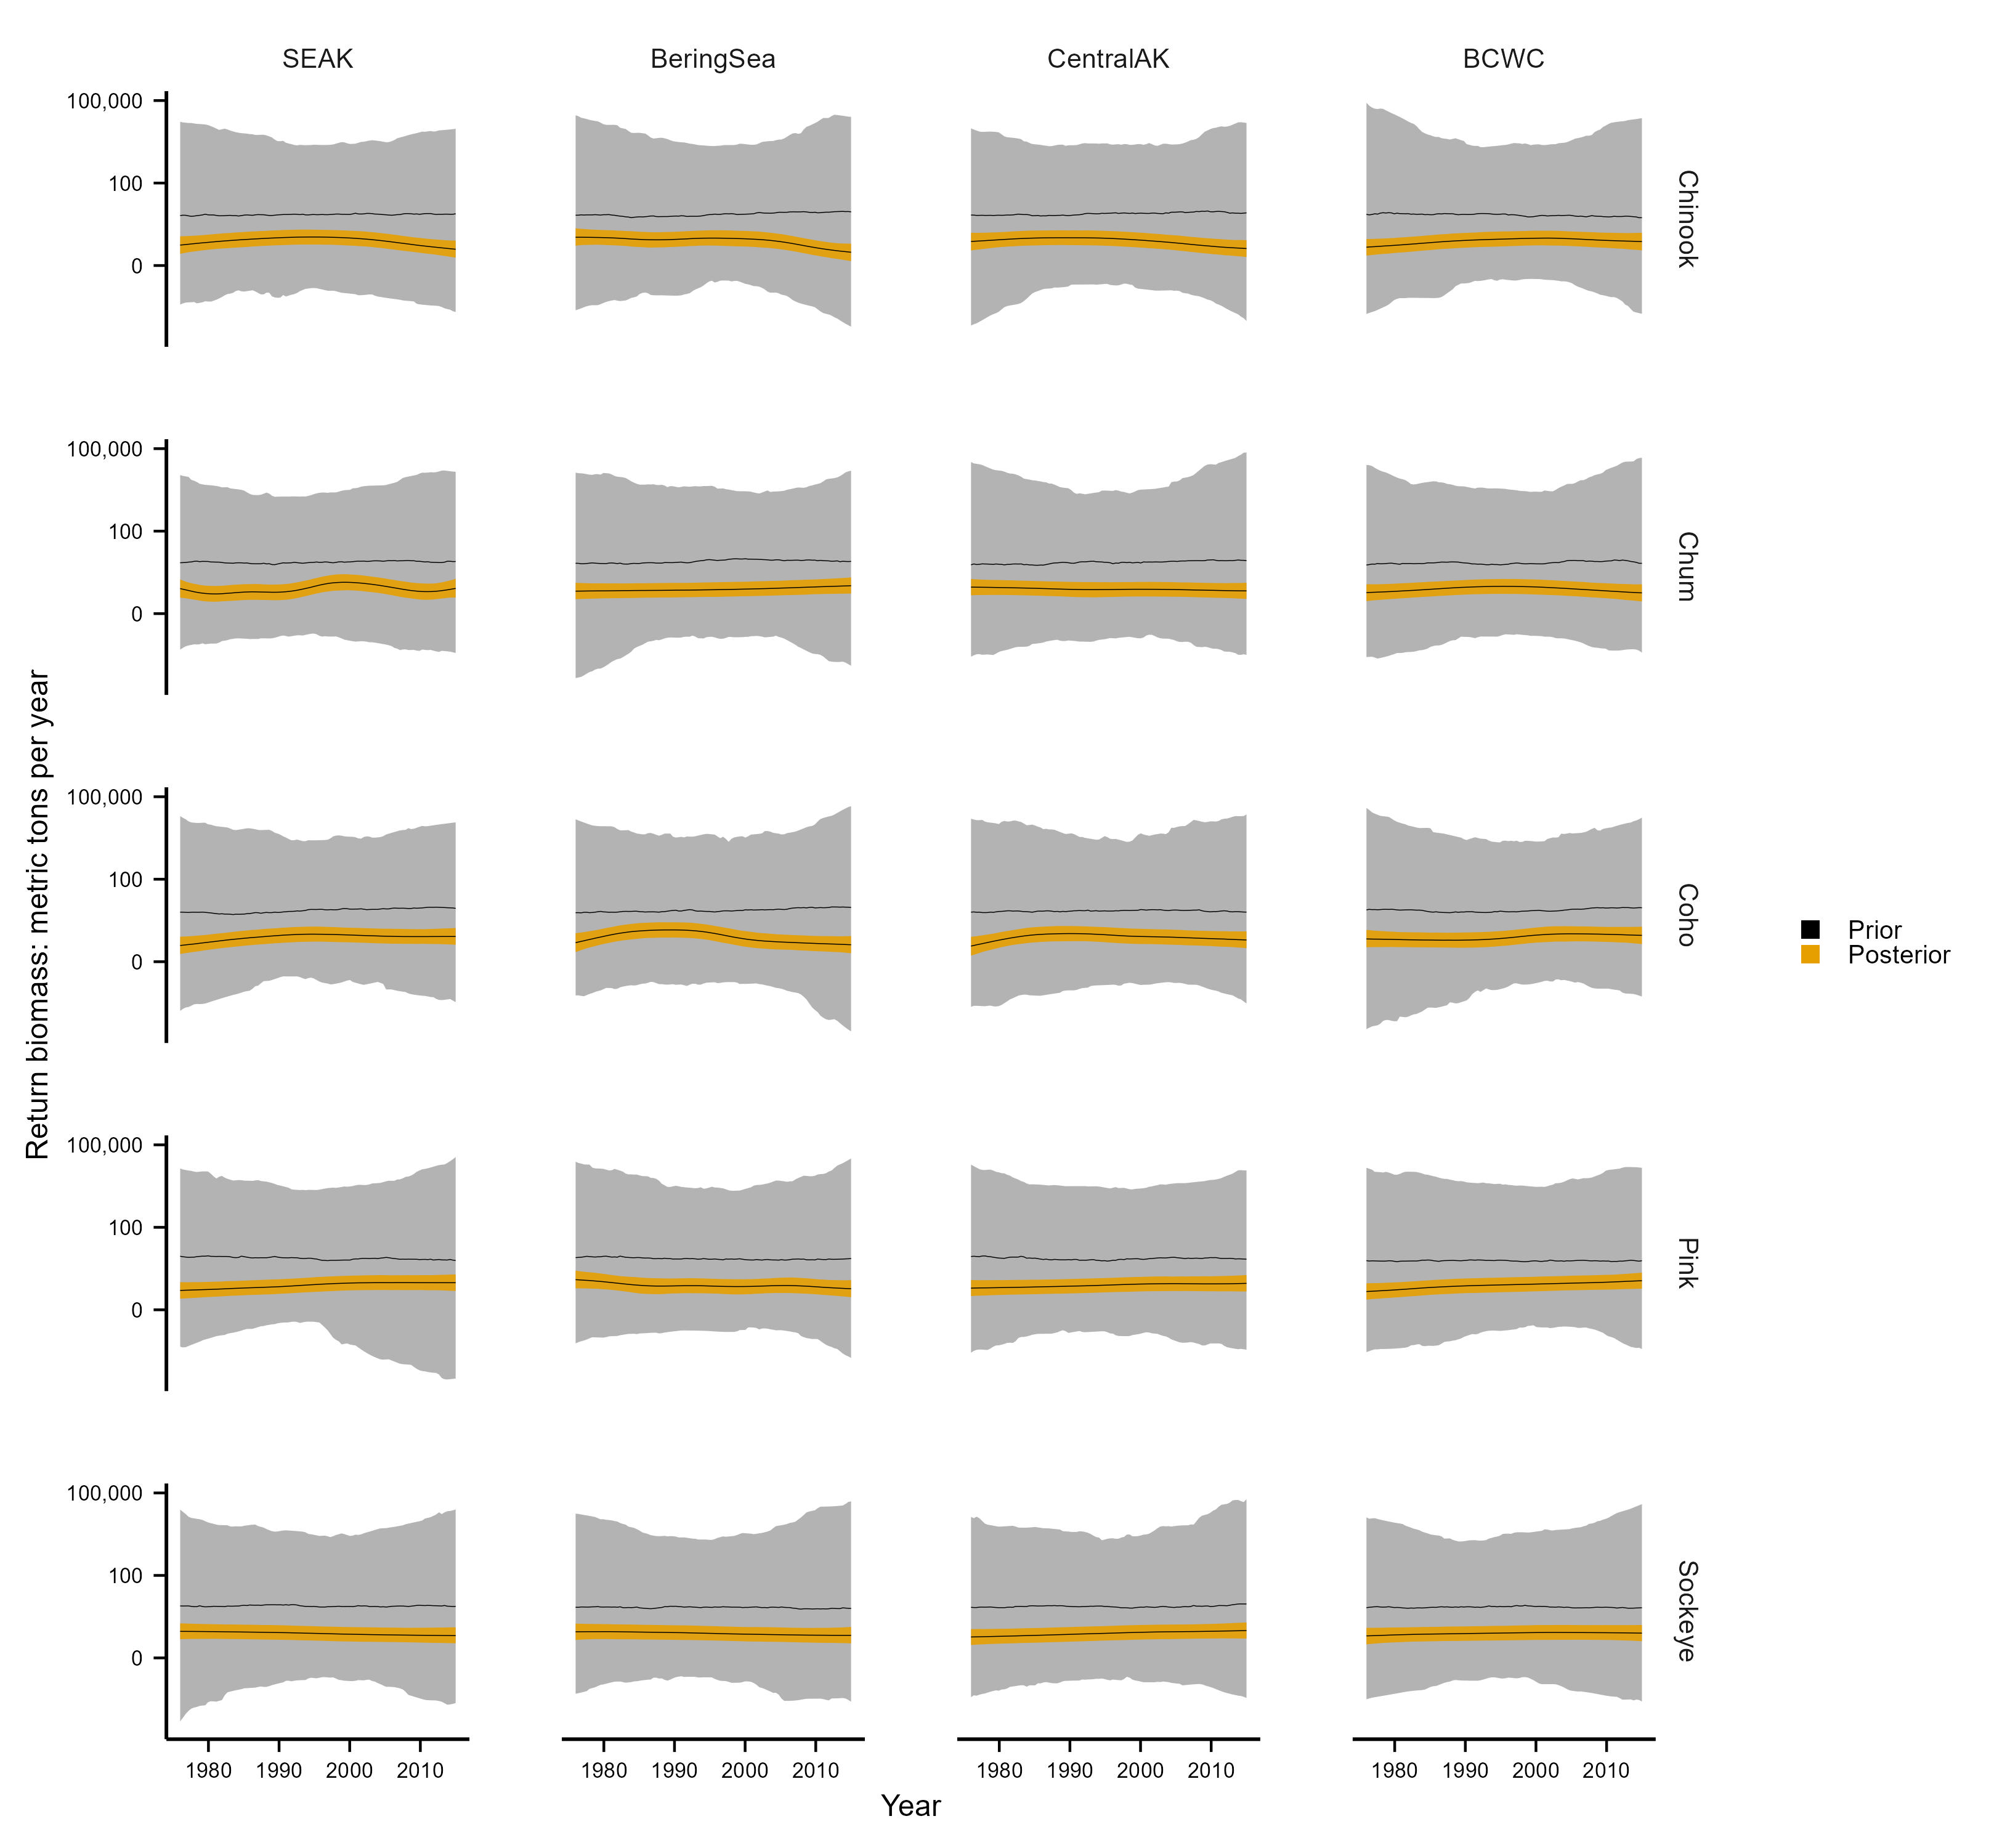 SEAK BeringSea CentralAK BCWC
100,000
100
0
Chinook
100,000
100
0
Chum
Return biomass: metric tons per year
100,000
100
0
Coho
Prior
Posterior
100,000
100
0
Pink
100,000
100
0
Sockeye
1980 1990 2000 2010 1980 1990 2000 2010 1980 1990 2000 2010 1980 1990 2000 2010
Year